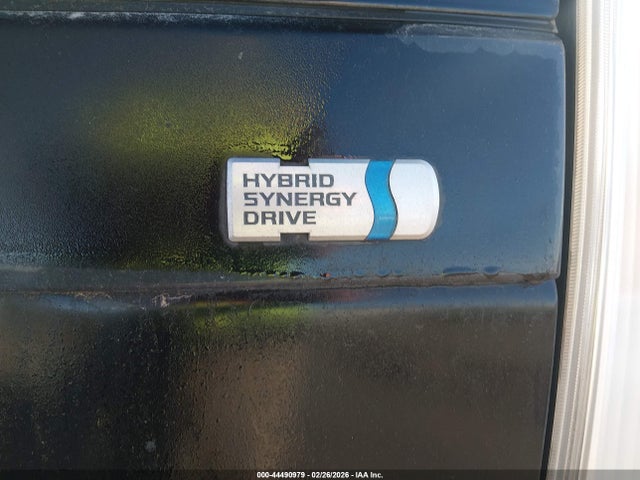 HYBRID
SYNERGY
DRIVE
000-44490979 - 02/26/2026 - IAA Inc.